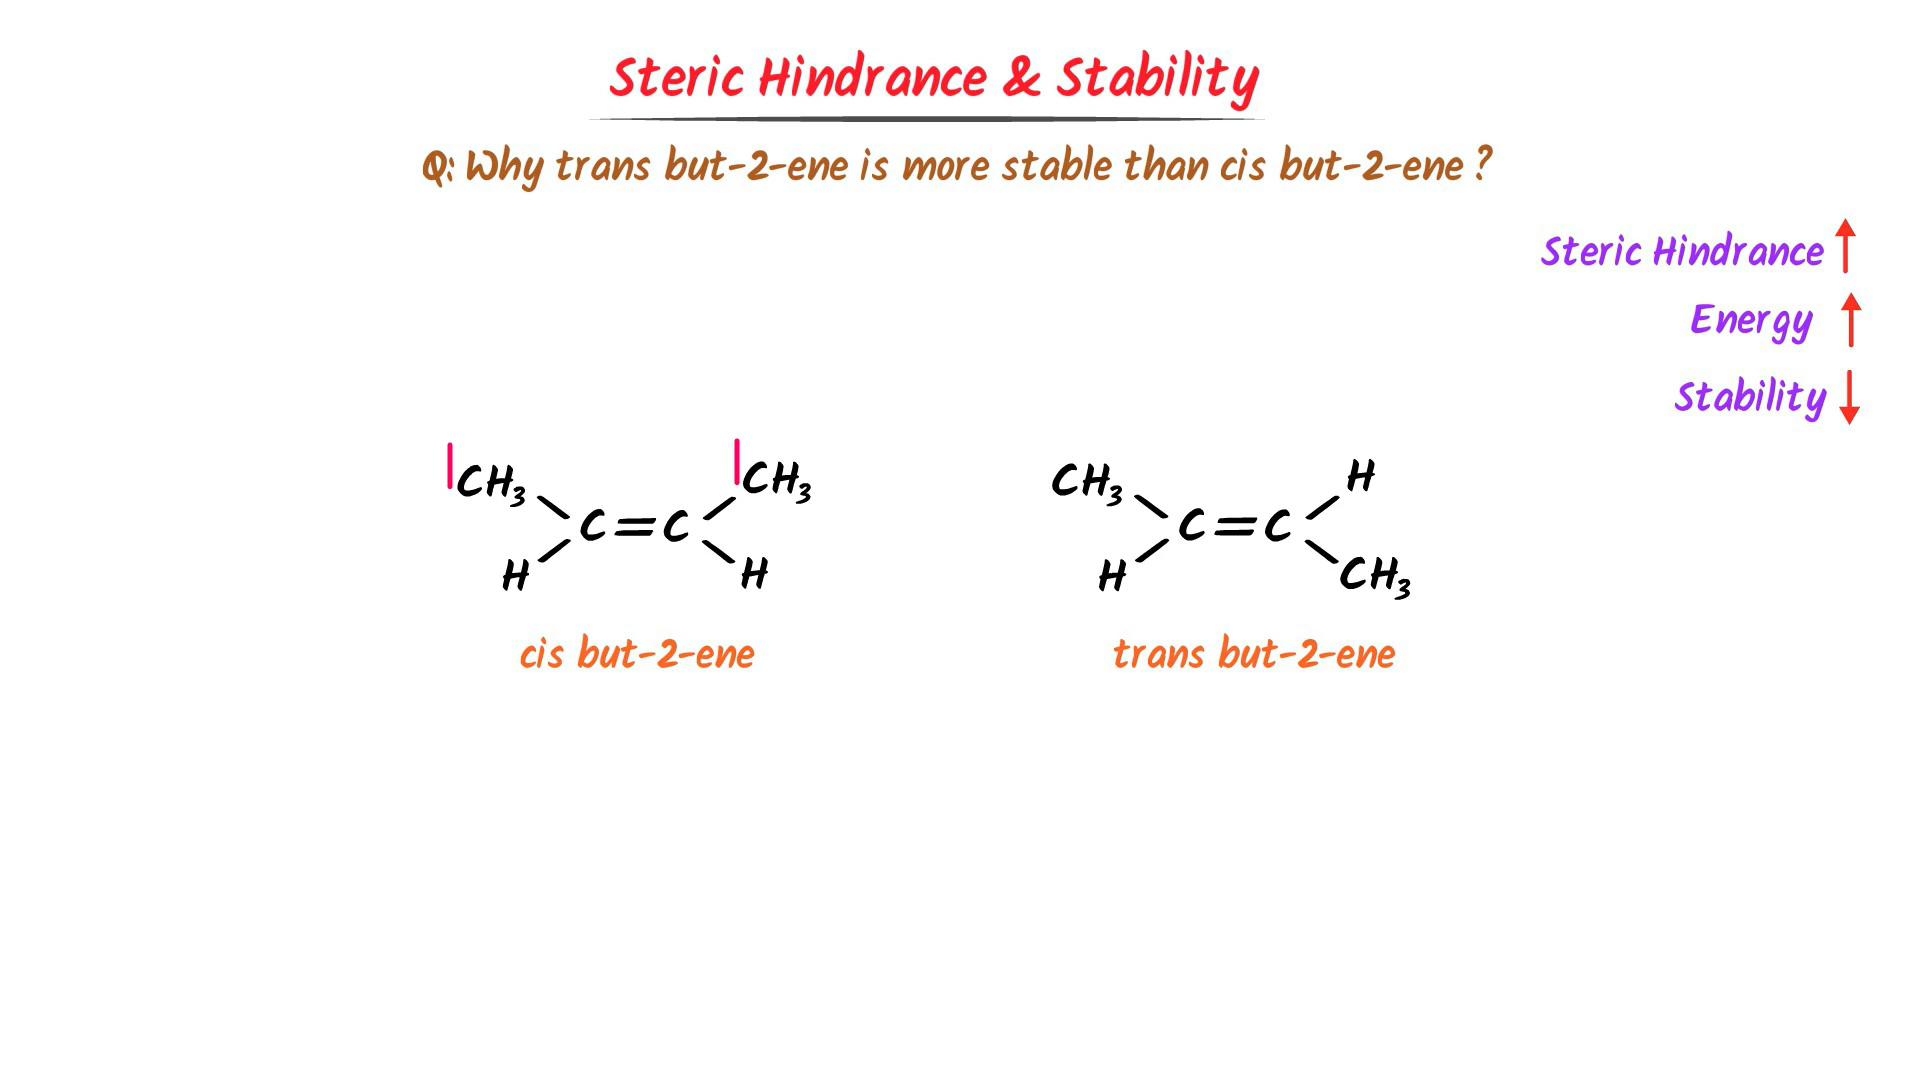 Steric Hindrance & Stability
Q: Why trans but-2-ene is more stable than cis but-2-ene ?
Steric Hindrance ↑
Energy ↑
Stability ↓
CH₃ CH₃ CH₃ H
C=C C=C
H H H CH₃
cis but-2-ene trans but-2-ene